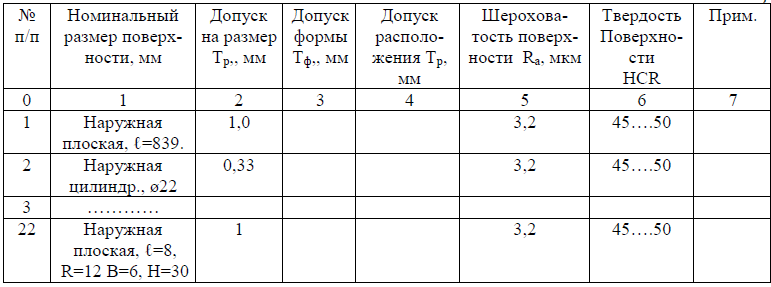 № п/п | Номинальный размер поверх-ности, мм | Допуск на размер Тр,, мм | Допуск формы Тф,, мм | Допуск располо-жения Тр, мм | Шерохова-тость поверх-ности Ra, мкм | Твердость Поверхно-сти HCR | Прим.
0 | 1 | 2 | 3 | 4 | 5 | 6 | 7
1 | Наружная плоская, ℓ=839. | 1,0 | | | 3,2 | 45….50 |
2 | Наружная цилиндр., ø22 | 0,33 | | | 3,2 | 45….50 |
3 | ………… | | | | | |
22 | Наружная плоская, ℓ=8, R=12 B=6, H=30 | 1 | | | 3,2 | 45….50 |